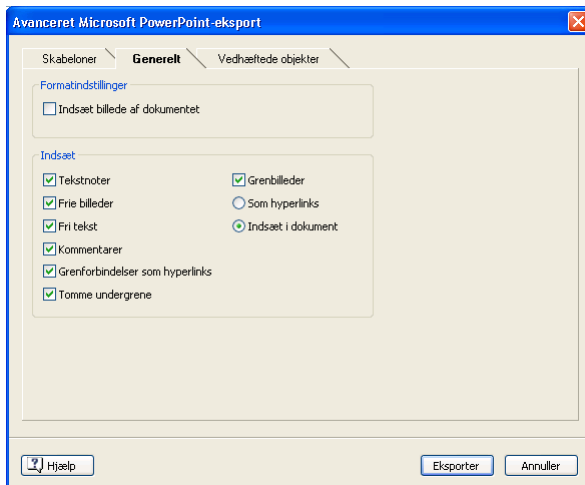 Avanceret Microsoft PowerPoint-eksport
Skabeloner Generelt Vedhæftede objekter
Formatindstillinger
Indsæt billede af dokumentet
Indsæt
Tekstnoter Grenbilleder
Frie billeder Som hyperlinks
Fri tekst Indsæt i dokument
Kommentarer
Grenforbindelser som hyperlinks
Tomme undergrene
Hjælp Eksporter Annuller